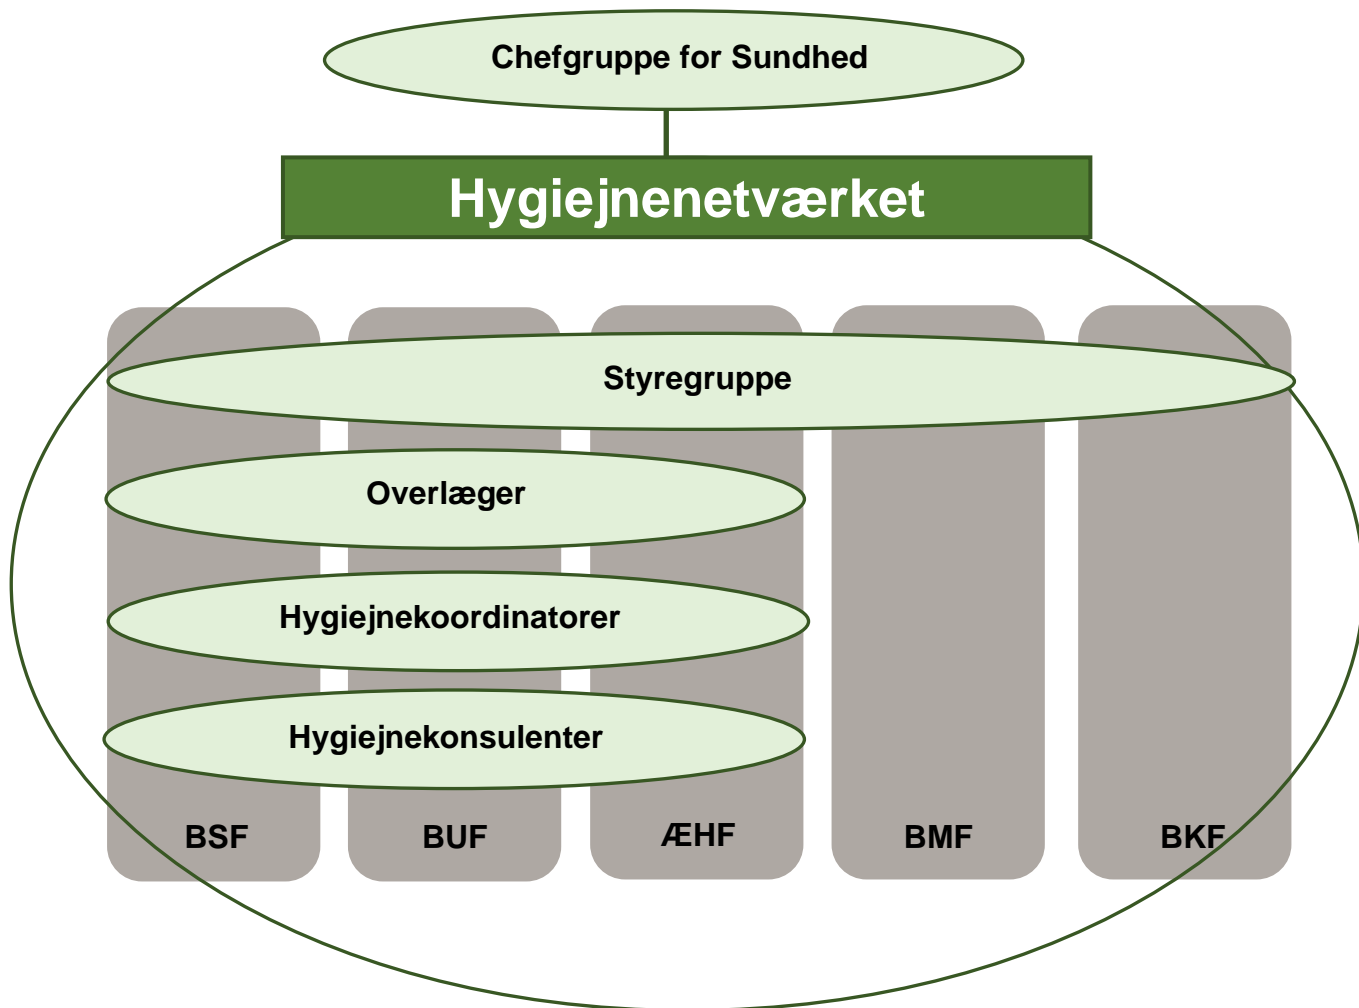 Chefgruppe for Sundhed
Hygiejnenetværket
Styregruppe
Overlæger
Hygiejnekoordinatorer
Hygiejnekonsulenter
BSF
BUF
ÆHF
BMF
BKF